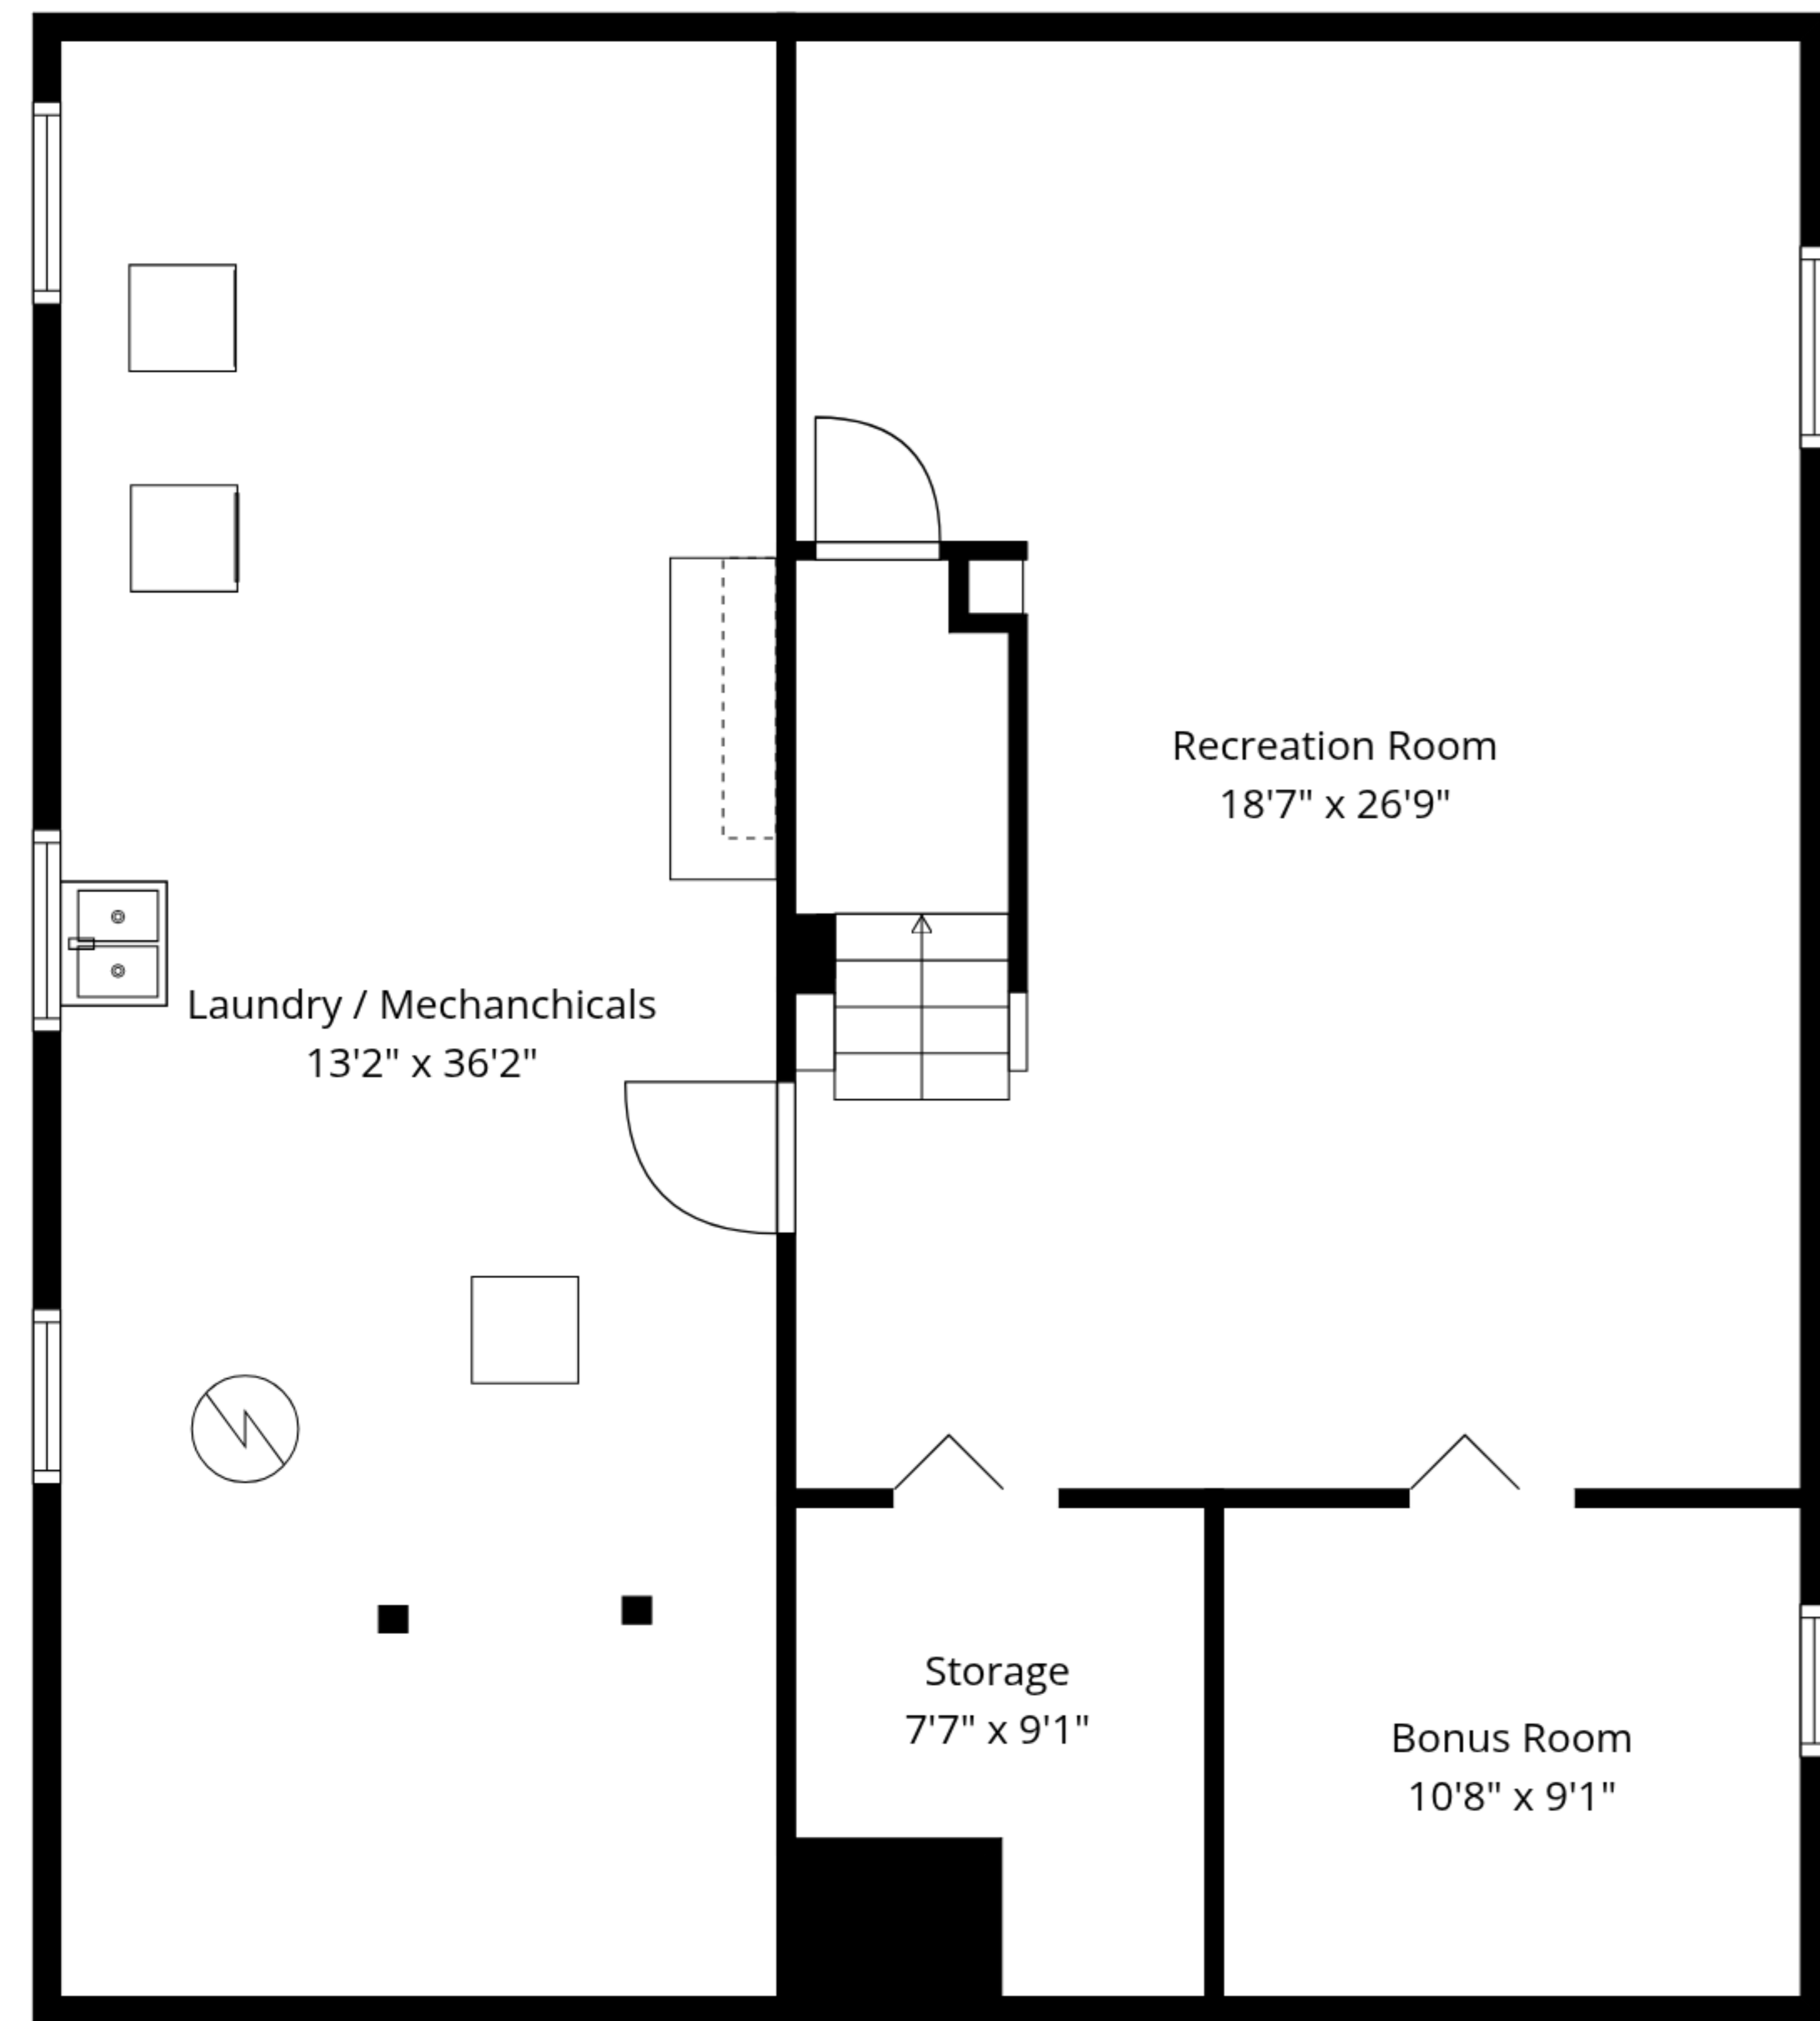 Recreation Room
18'7" x 26'9"
Laundry / Mechanchicals
13'2" x 36'2"
Storage
7'7" x 9'1"
Bonus Room
10'8" x 9'1"